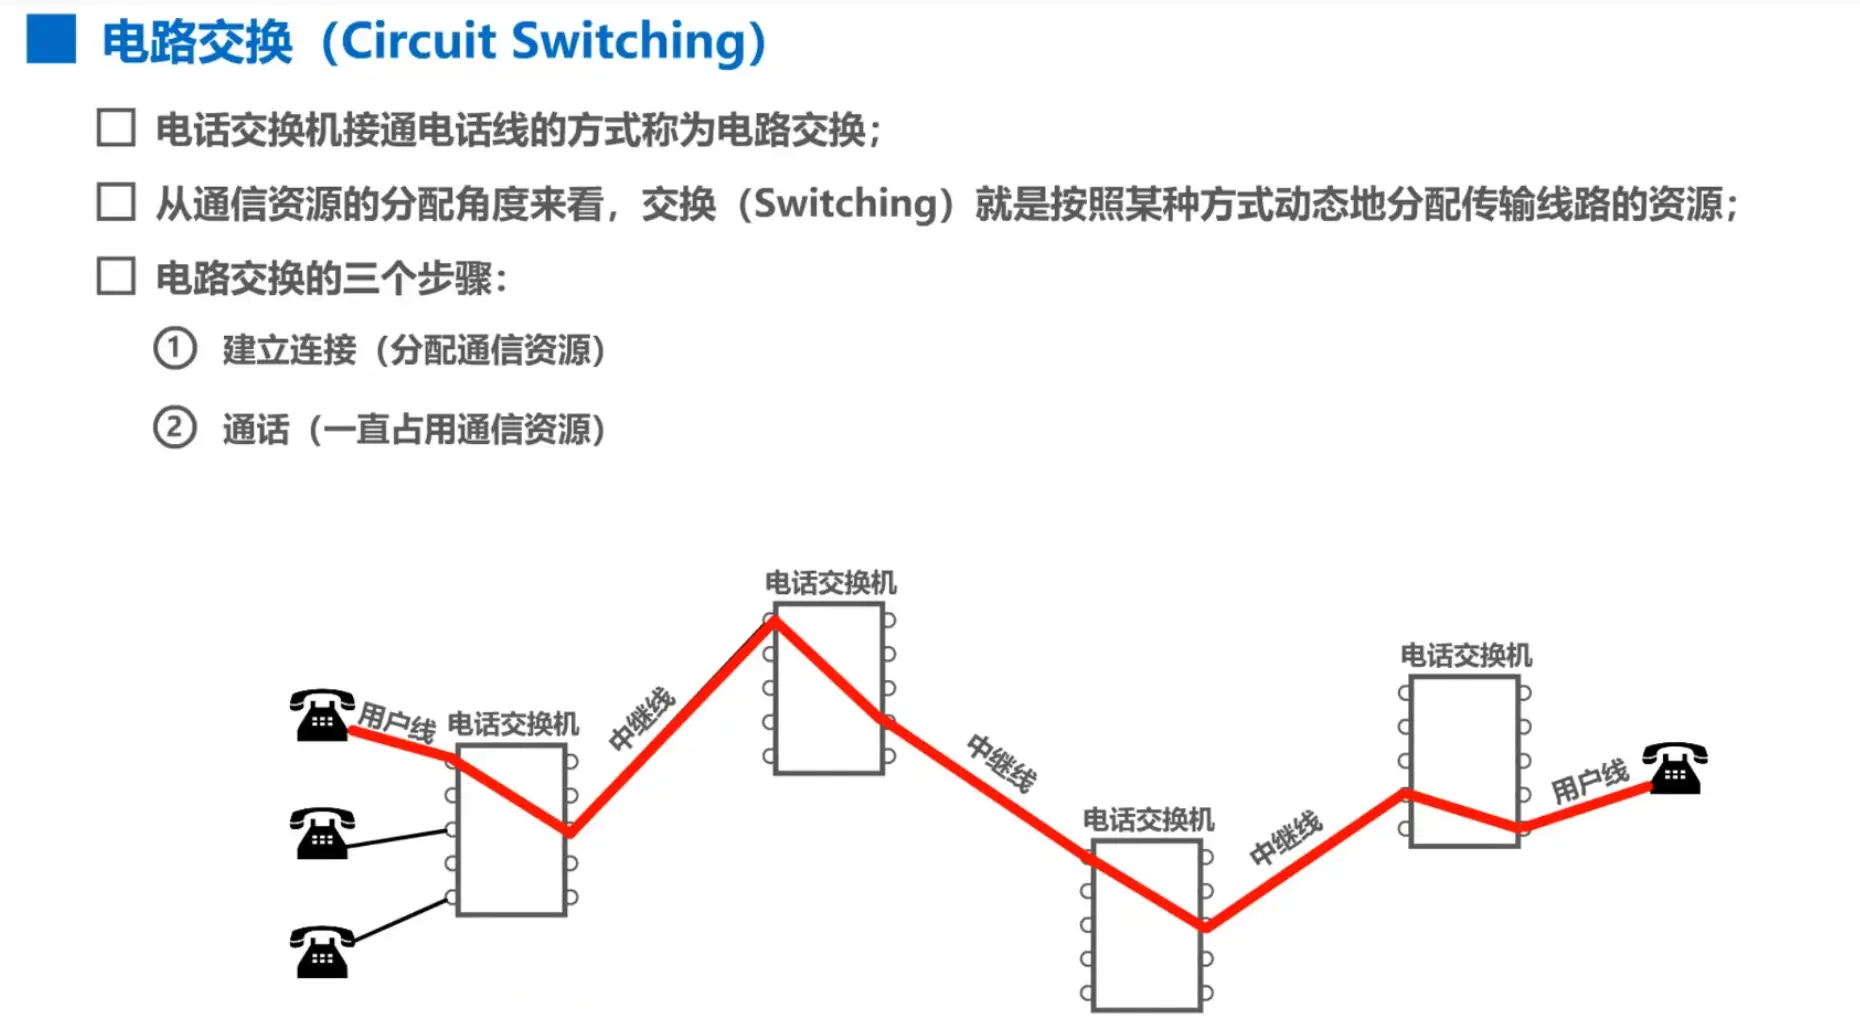 电路交换（Circuit Switching）
电话交换机接通电话线的方式称为电路交换；
从通信资源的分配角度来看，交换（Switching）就是按照某种方式动态地分配传输线路的资源；
电路交换的三个步骤：
① 建立连接（分配通信资源）
② 通话（一直占用通信资源）
电话交换机
电话交换机
用户线
电话交换机
中继线
中继线
用户线
电话交换机
中继线